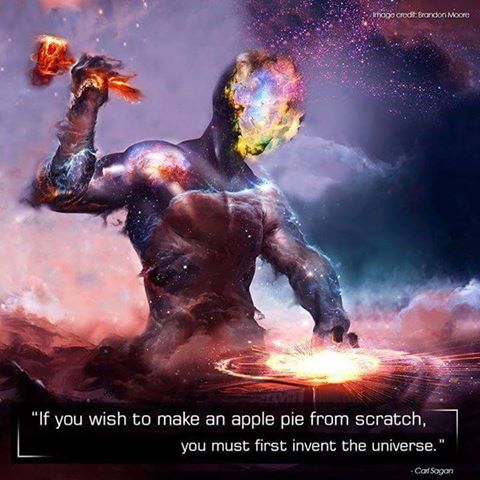 Image credit: Brandon Moore
“If you wish to make an apple pie from scratch,
you must first invent the universe.”
- Carl Sagan